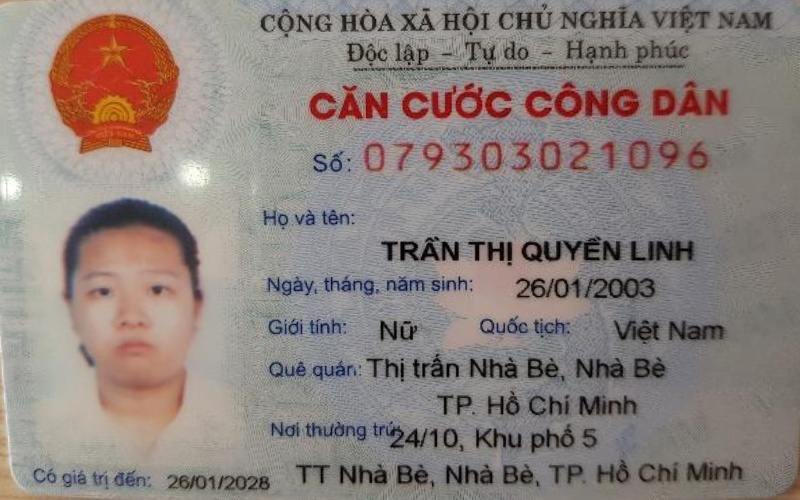 CỘNG HÒA XÃ HỘI CHỦ NGHĨA VIỆT NAM
Độc lập - Tự do - Hạnh phúc
CĂN CƯỚC CÔNG DÂN
Số: 079303021096
Họ và tên:
TRẦN THỊ QUYỀN LINH
Ngày, tháng, năm sinh: 26/01/2003
Giới tính: Nữ Quốc tịch: Việt Nam
Quê quán: Thị trấn Nhà Bè, Nhà Bè
TP. Hồ Chí Minh
Nơi thường trú: 24/10, Khu phố 5
TT Nhà Bè, Nhà Bè, TP. Hồ Chí Minh
Có giá trị đến: 26/01/2028